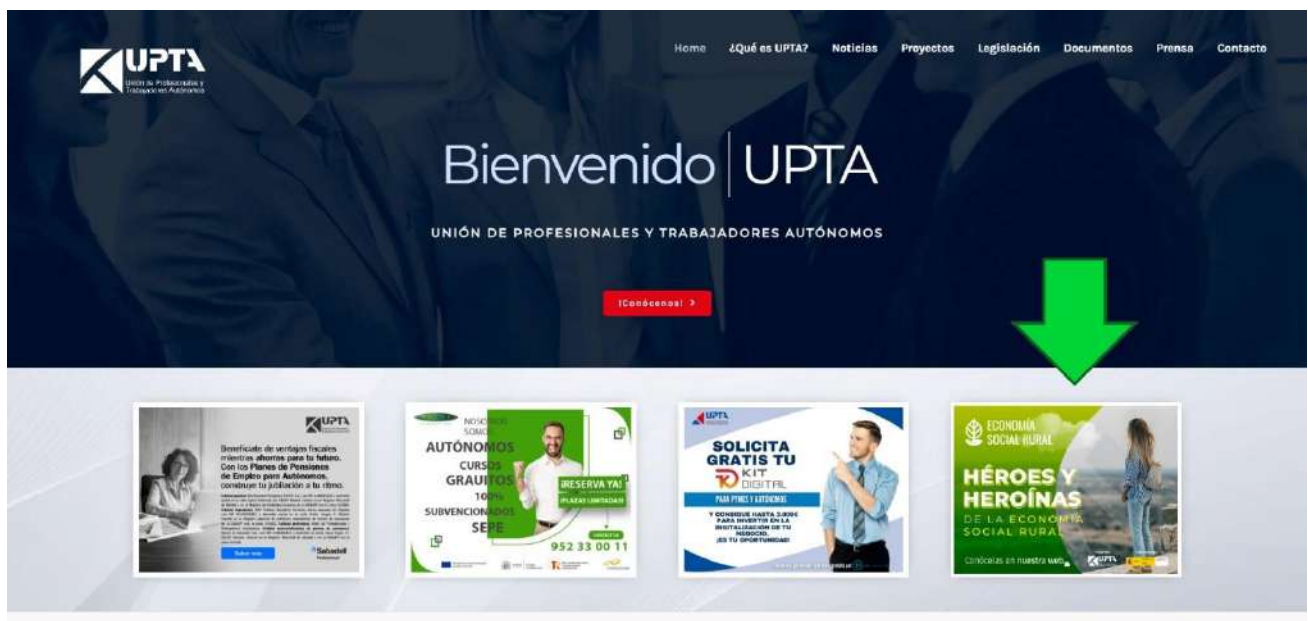 UPTA
Unión de Profesionales y
Trabajadores Autónomos
Home ¿Qué es UPTA? Noticias Proyectos Legislación Documentos Prensa Contacto
Bienvenido UPTA
UNIÓN DE PROFESIONALES Y TRABAJADORES AUTÓNOMOS
¡Conócenos! >
UPTA
Benefíciate de ventajas fiscales
mientras ahorras para tu futuro.
Con los Planes de Pensiones
de Empleo para Autónomos,
construye tu jubilación a tu ritmo.
Saber más
Sabadell
Professional
NOSOTROS
SOMOS
AUTÓNOMOS
CURSOS
GRAUITOS
100%
SUBVENCIONADOS
SEPE
¡RESERVA YA!
¡PLAZAS LIMITADAS!
952 33 00 11
UPTA
SOLICITA
GRATIS TU
KIT
DIGITAL
PARA PYMES Y AUTÓNOMOS
Y CONSIGUE HASTA 2.000€
PARA INVERTIR EN LA
DIGITALIZACIÓN DE TU
NEGOCIO.
¡ES TU OPORTUNIDAD!
ECONOMÍA
SOCIAL RURAL
HÉROES Y
HEROÍNAS
DE LA ECONOMÍA
SOCIAL RURAL
Conócelas en nuestra web
UPTA